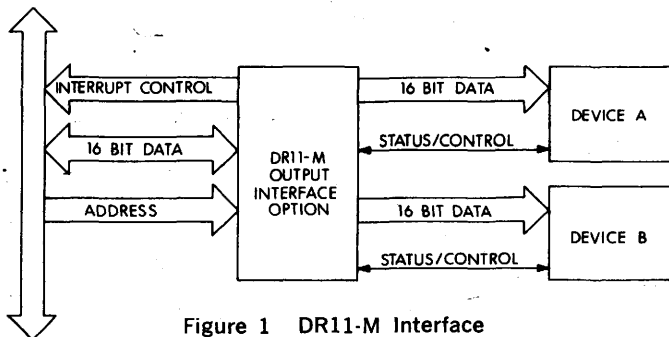 INTERRUPT CONTROL
16 BIT DATA
ADDRESS
DR11-M
OUTPUT
INTERFACE
OPTION
16 BIT DATA
STATUS/CONTROL
DEVICE A
16 BIT DATA
STATUS/CONTROL
DEVICE B
Figure 1 DR11-M Interface